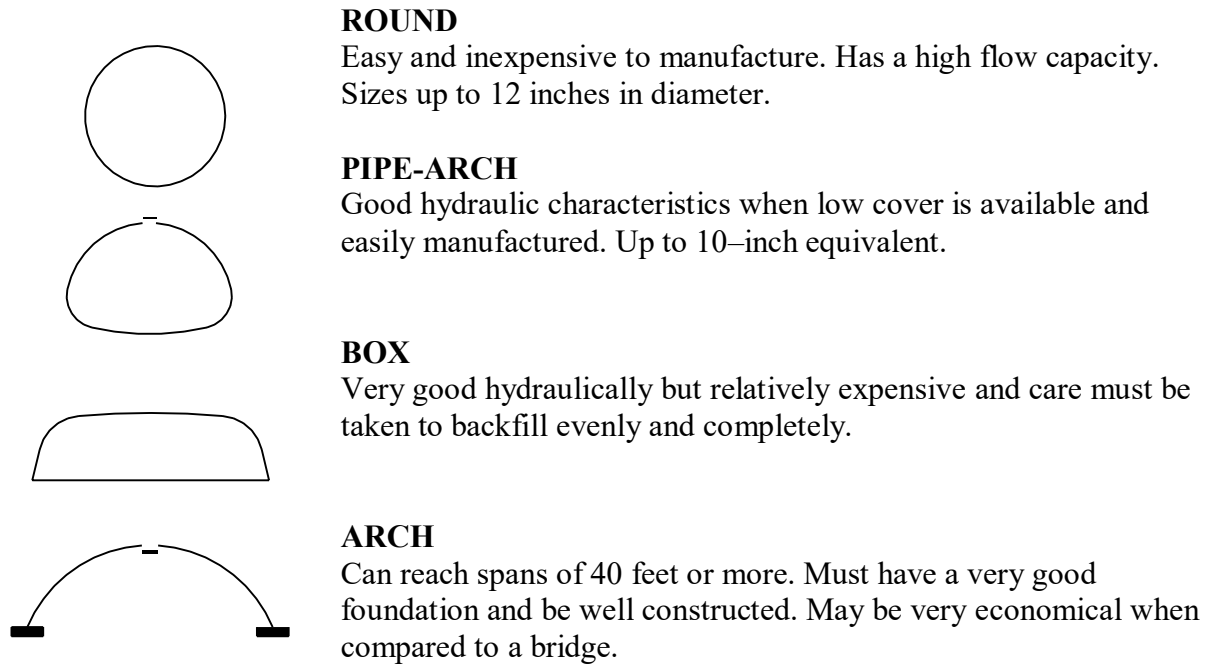 ROUND
Easy and inexpensive to manufacture. Has a high flow capacity.
Sizes up to 12 inches in diameter.
PIPE-ARCH
Good hydraulic characteristics when low cover is available and
easily manufactured. Up to 10–inch equivalent.
BOX
Very good hydraulically but relatively expensive and care must be
taken to backfill evenly and completely.
ARCH
Can reach spans of 40 feet or more. Must have a very good
foundation and be well constructed. May be very economical when
compared to a bridge.